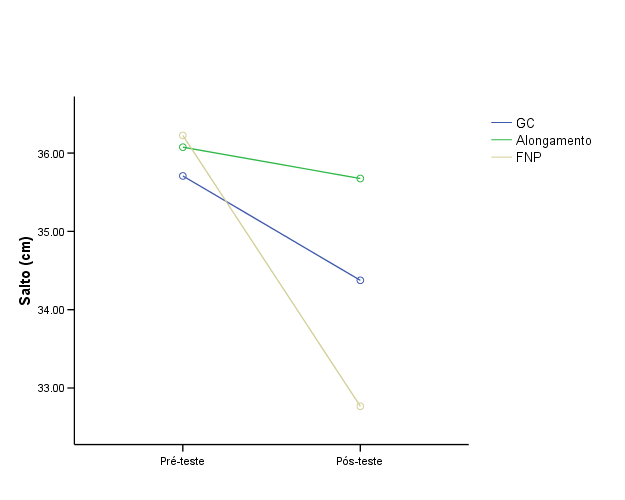 GC
Alongamento
FNP
36.00
35.00
34.00
33.00
Salto (cm)
Pré-teste
Pós-teste